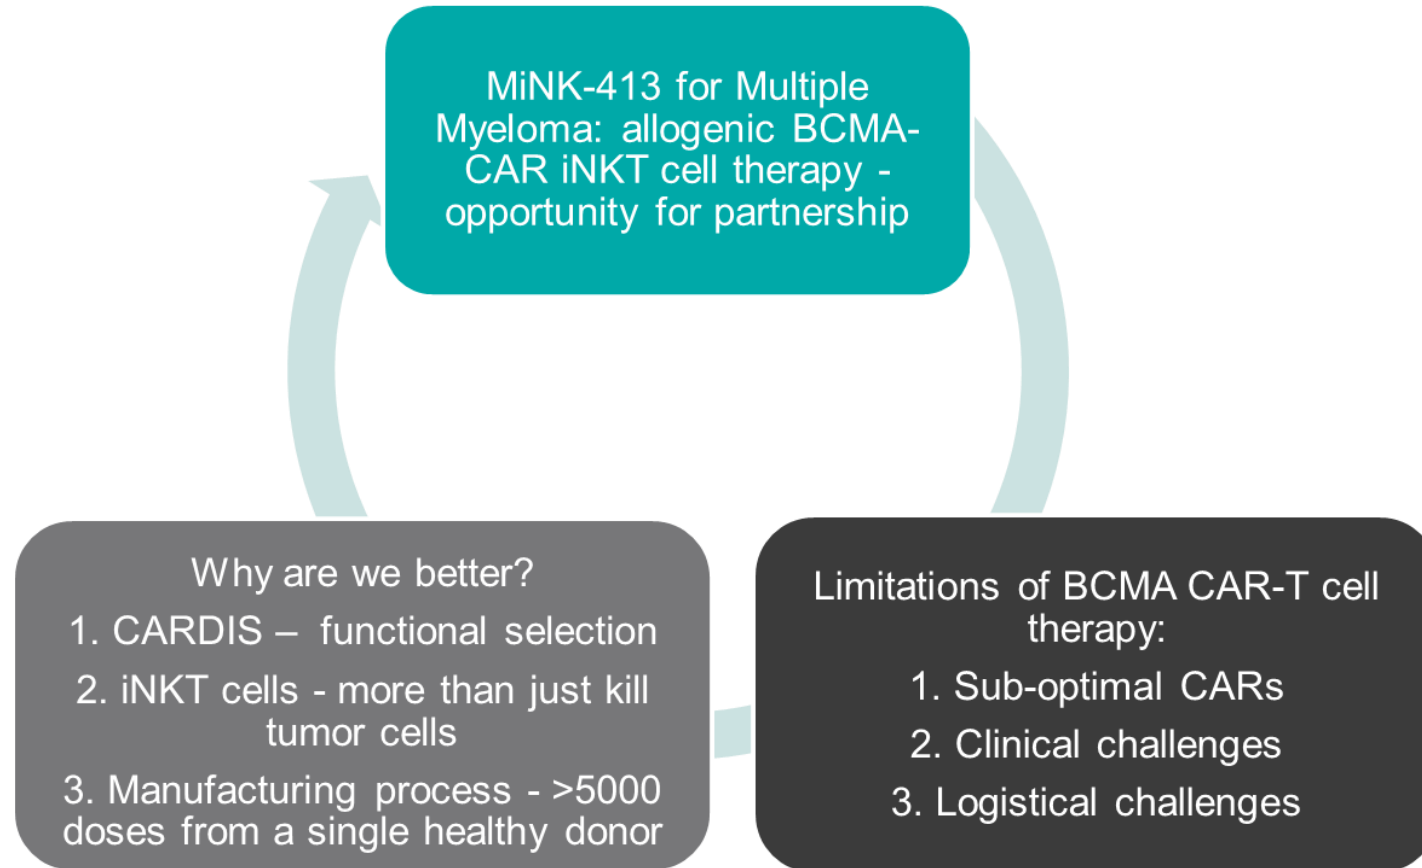 MiNK-413 for Multiple
Myeloma: allogenic BCMA-
CAR iNKT cell therapy -
opportunity for partnership
Why are we better?
1. CARDIS – functional selection
2. iNKT cells - more than just kill
tumor cells
3. Manufacturing process - >5000
doses from a single healthy donor
Limitations of BCMA CAR-T cell
therapy:
1. Sub-optimal CARs
2. Clinical challenges
3. Logistical challenges